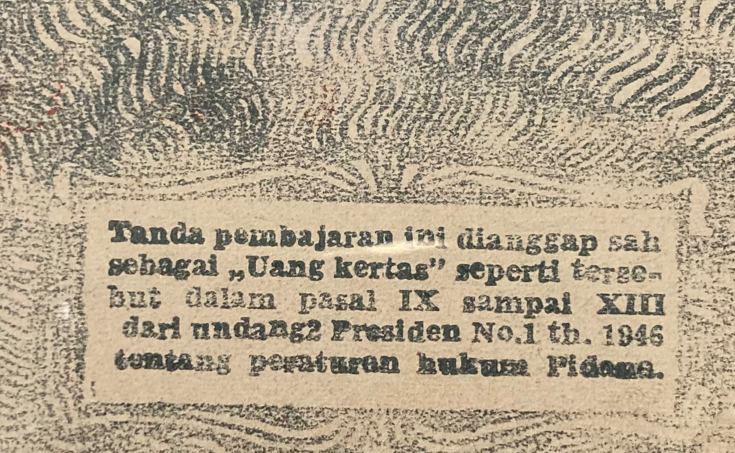 Tanda pembajaran ini dianggap sah
sebagai „Uang kertas” seperti terse-
but dalam pasal IX sampai XIII
dari undang2 Presiden No.1 th. 1946
tentang peraturan hukum Pidana.